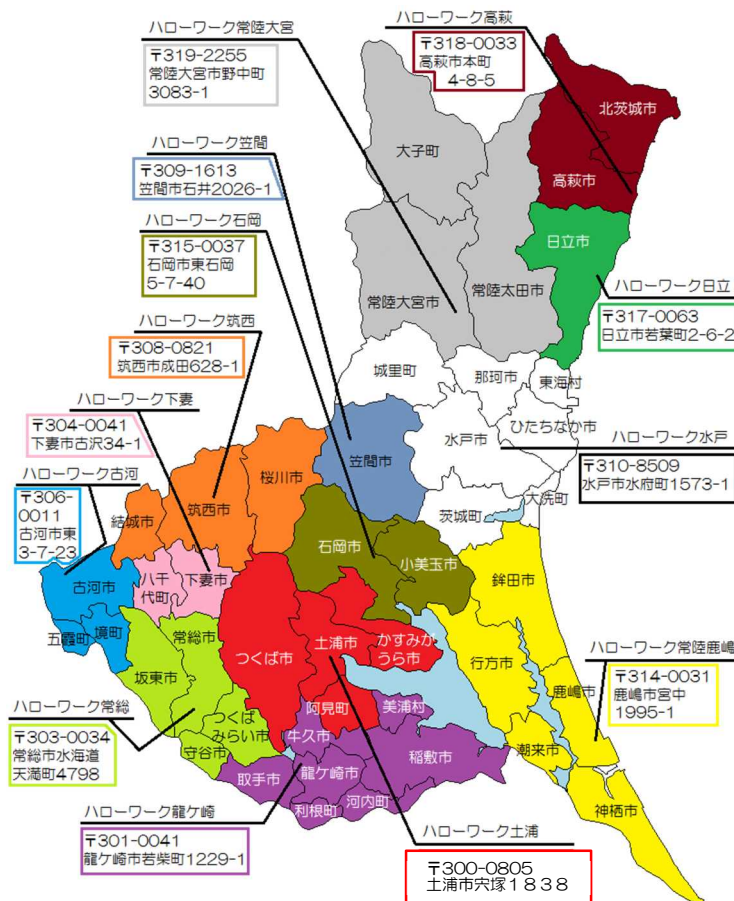 ハローワーク常陸大宮
〒319-2255
常陸大宮市野中町
3083-1
ハローワーク高萩
〒318-0033
高萩市本町
4-8-5
ハローワーク笠間
〒309-1613
笠間市石井2026-1
ハローワーク石岡
〒315-0037
石岡市東石岡
5-7-40
ハローワーク日立
〒317-0063
日立市若葉町2-6-2
ハローワーク筑西
〒308-0821
筑西市成田628-1
ハローワーク下妻
〒304-0041
下妻市古沢34-1
ハローワーク水戸
〒310-8509
水戸市水府町1573-1
ハローワーク古河
〒306-
0011
古河市東
3-7-23
ハローワーク常陸鹿嶋
〒314-0031
鹿嶋市宮中
1995-1
ハローワーク常総
〒303-0034
常総市水海道
天満町4798
ハローワーク龍ケ崎
〒301-0041
龍ケ崎市若柴町1229-1
ハローワーク土浦
〒300-0805
土浦市宍塚1838
北茨城市
大子町
高萩市
日立市
常陸大宮市
常陸太田市
城里町
那珂市
東海村
ひたちなか市
水戸市
笠間市
大洗町
茨城町
桜川市
筑西市
結城市
石岡市
小美玉市
鉾田市
八千
代町
下妻市
古河市
五霞町
境町
常総市
坂東市
つくば市
土浦市
かすみが
うら市
行方市
鹿嶋市
つくば
みらい市
守谷市
阿見町
美浦村
牛久市
稲敷市
潮来市
取手市
龍ケ崎市
河内町
利根町
神栖市